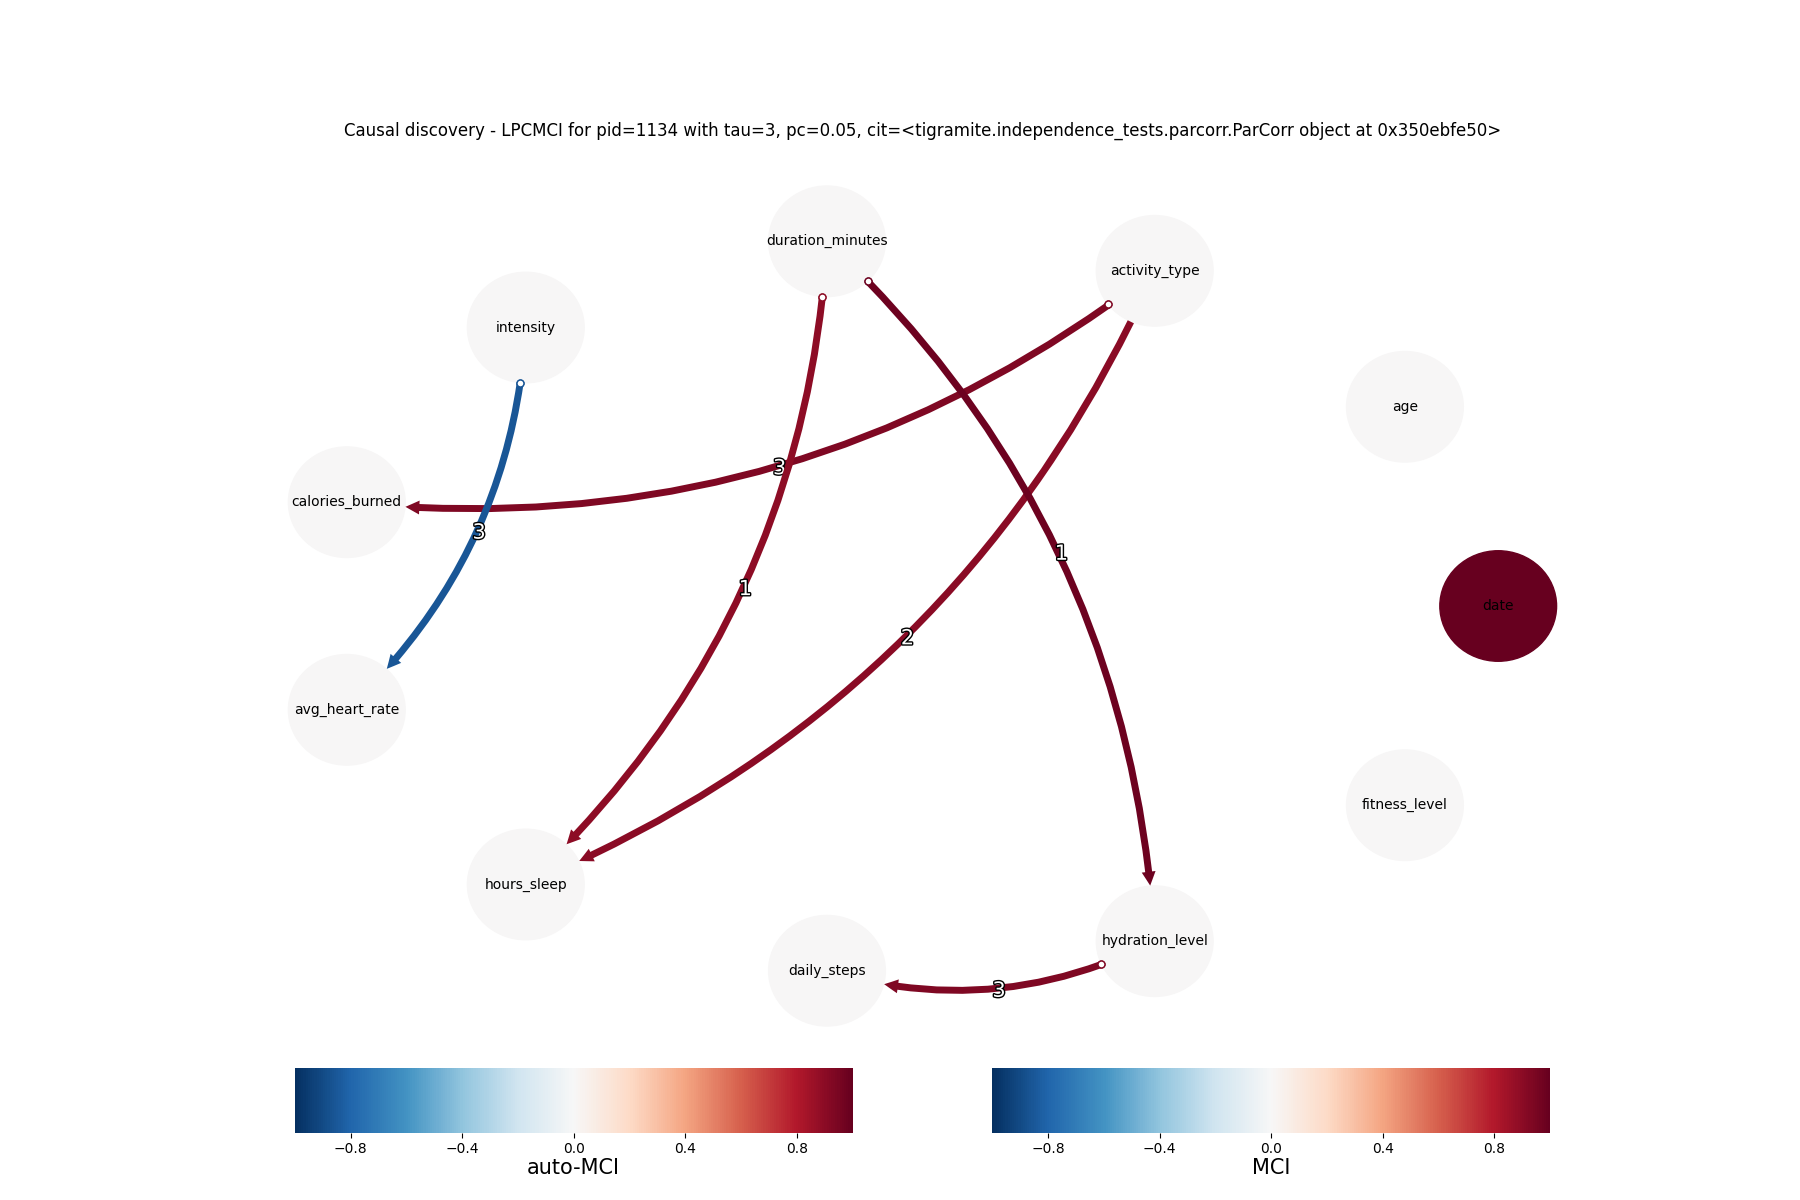 Causal discovery - LPCMCI for pid=1134 with tau=3, pc=0.05, cit=<tigramite.independence_tests.parcorr.ParCorr object at 0x350ebfe50>
duration_minutes
activity_type
intensity
age
3
calories_burned
3
1
1
date
2
avg_heart_rate
fitness_level
hours_sleep
hydration_level
daily_steps
3
−0.8 −0.4 0.0 0.4 0.8
auto-MCI
−0.8 −0.4 0.0 0.4 0.8
MCI